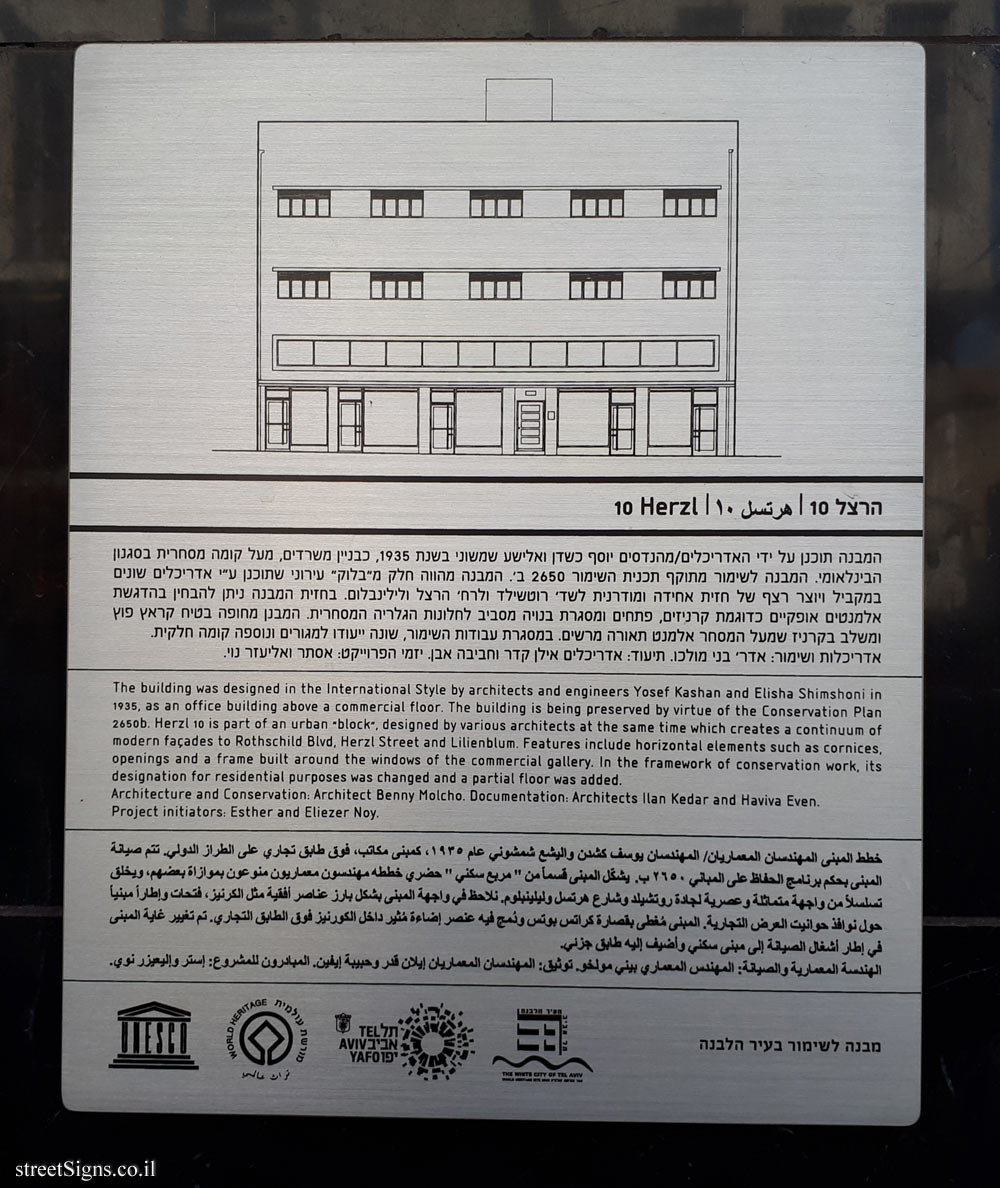 הרצל 10 | هرتسل ١٠ | 10 Herzl
המבנה תוכנן על ידי האדריכלים/מהנדסים יוסף כשדן ואלישע שמשוני בשנת 1935, כבניין משרדים, מעל קומה מסחרית בסגנון
הבינלאומי. המבנה לשימור מתוקף תכנית השימור 2650 ב'. המבנה מהווה חלק מ"בלוק" עירוני שתוכנן ע"י אדריכלים שונים
במקביל ויוצר רצף של חזית אחידה ומודרנית לשד' רוטשילד ולרח' הרצל ולילינבלום. בחזית המבנה ניתן להבחין בהדגשת
אלמנטים אופקיים כדוגמת קרניזים, פתחים ומסגרת בנויה מסביב לחלונות הגלריה המסחרית. המבנן מחופה בטיח קראץ פוץ
ומשלב בקרניז שמעל המסחר אלמנט תאורה מרשים. במסגרת עבודות השימור, שונה ייעודו למגורים ונוספה קומה חלקית.
אדריכלות ושימור: אדר' בני מולכו. תיעוד: אדריכלים אילן קדר וחביבה אבן. יזמי הפרוייקט: אסתר ואליעזר נוי.
The building was designed in the International Style by architects and engineers Yosef Kashan and Elisha Shimshoni in
1935, as an office building above a commercial floor. The building is being preserved by virtue of the Conservation Plan
2650b. Herzl 10 is part of an urban "block", designed by various architects at the same time which creates a continuum of
modern façades to Rothschild Blvd, Herzl Street and Lilienblum. Features include horizontal elements such as cornices,
openings and a frame built around the windows of the commercial gallery. In the framework of conservation work, its
designation for residential purposes was changed and a partial floor was added.
Architecture and Conservation: Architect Benny Molcho. Documentation: Architects Ilan Kedar and Haviva Even.
Project initiators: Esther and Eliezer Noy.
خطط المبنى المهندسان المعماريان/ المهندسان يوسف كشدن واليشع شمشوني عام ١٩٣٥، كمبنى مكاتب، فوق طابق تجاري على الطراز الدولي. تتم صيانة
المبنى بحكم برنامج الحفاظ على المباني ٢٦٥٠ ب. يشكّل المبنى قسماً من " مربع سكني " حضري خططه مهندسون معماريون منوعون بموازاة بعضهم، ويخلق
تسلسلاً من واجهة متماثلة وعصرية لجادة روتشيلد وشارع هرتسل وليلينبلوم. نلاحظ في واجهة المبنى بشكل بارز عناصر أفقية مثل الكرنيز، فتحات وإطاراً مبنياً
حول نوافذ حوانيت العرض التجارية. المبنى مُغطى بقصارة كراتس بوتس ودُمج فيه عنصر إضاءة مُثير داخل الكورنيز فوق الطابق التجاري. تم تغيير غاية المبنى
في إطار أشغال الصيانة إلى مبنى سكني وأضيف إليه طابق جزئي.
الهندسة المعمارية والصيانة: المهندس المعماري بيني مولخو. توثيق: المهندسان المعماريان إيلان قدر وحبيبة إيفين. المبادرون للمشروع: إستر وإليعيزر نوي.
UNESCO
WORLD HERITAGE מורשת עולמית
TEL AVIV YAFO תל אביב יפו
העיר הלבנה תל אביב
THE WHITE CITY OF TEL AVIV
מבנה לשימור בעיר הלבנה
streetSigns.co.il